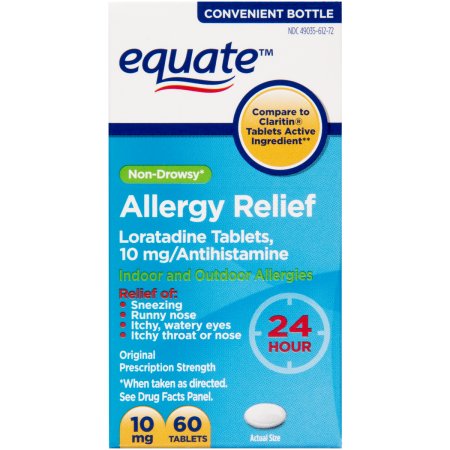 CONVENIENT BOTTLE
NDC 49035-612-72
equate™
Compare to
Claritin®
Tablets Active
Ingredient**
Non-Drowsy*
Allergy Relief
Loratadine Tablets,
10 mg/Antihistamine
Indoor and Outdoor Allergies
Relief of:
• Sneezing
• Runny nose
• Itchy, watery eyes
• Itchy throat or nose
24
HOUR
Original
Prescription Strength
*When taken as directed.
See Drug Facts Panel.
10
mg
60
TABLETS
Actual Size